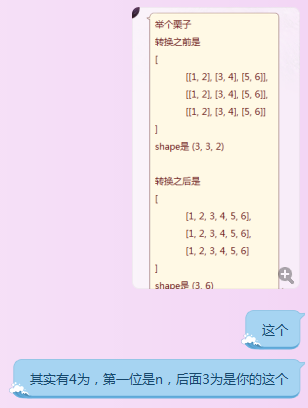 举个栗子
转换之前是
[
[[1, 2], [3, 4], [5, 6]],
[[1, 2], [3, 4], [5, 6]],
[[1, 2], [3, 4], [5, 6]]
]
shape是 (3, 3, 2)
转换之后是
[
[1, 2, 3, 4, 5, 6],
[1, 2, 3, 4, 5, 6],
[1, 2, 3, 4, 5, 6]
]
shape是 (3, 6)
这个
其实有4为，第一位是n，后面3为是你的这个